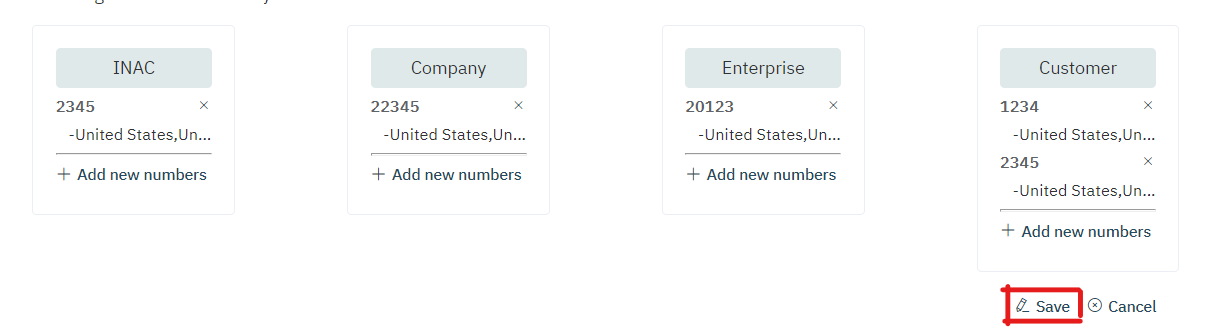 INAC
2345 ×
-United States,Un...
+ Add new numbers
Company
22345 ×
-United States,Un...
+ Add new numbers
Enterprise
20123 ×
-United States,Un...
+ Add new numbers
Customer
1234 ×
-United States,Un...
2345 ×
-United States,Un...
+ Add new numbers
Save
Cancel